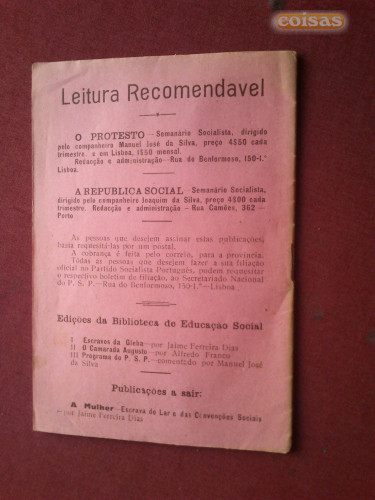 coisas
Leitura Recomendavel
O PROTESTO—Semanário Socialista, dirigido
pelo companheiro Manuel José da Silva, preço 4$50 cada
trimestre e em Lisboa, 1$50 mensal.
Redacção e administração—Rua do Benformoso, 150-1.º
Lisboa.
A REPUBLICA SOCIAL—Semanário Socialista,
dirigido pelo companheiro Joaquim da Silva, preço 4$00 cada
trimestre. Redacção e administração—Rua Camões, 362—
Porto
As pessoas que desejem assinar estas publicações,
basta requisitá-las por um postal.
A cobrança é feita pelo correio, para a província.
Tôdas as pessoas que desejem fazer a sua filiação
oficial no Partido Socialista Português, podem requesitar
o respectivo boletim de filiação, ao Secretariado Nacional
do P. S. P.—Rua do Benformoso, 150-1.º—Lisboa
Edições da Biblioteca de Educação Social
I Escravos da Gleba—por Jaime Ferreira Dias
II O Camarada Augusto—por Alfredo Franco
III Programa do P. S. P.—comentado por Manuel José
da Silva
Publicações a sair:
A Mulher—Escrava do Lar e das Convenções Sociais
—por Jaime Ferreira Dias